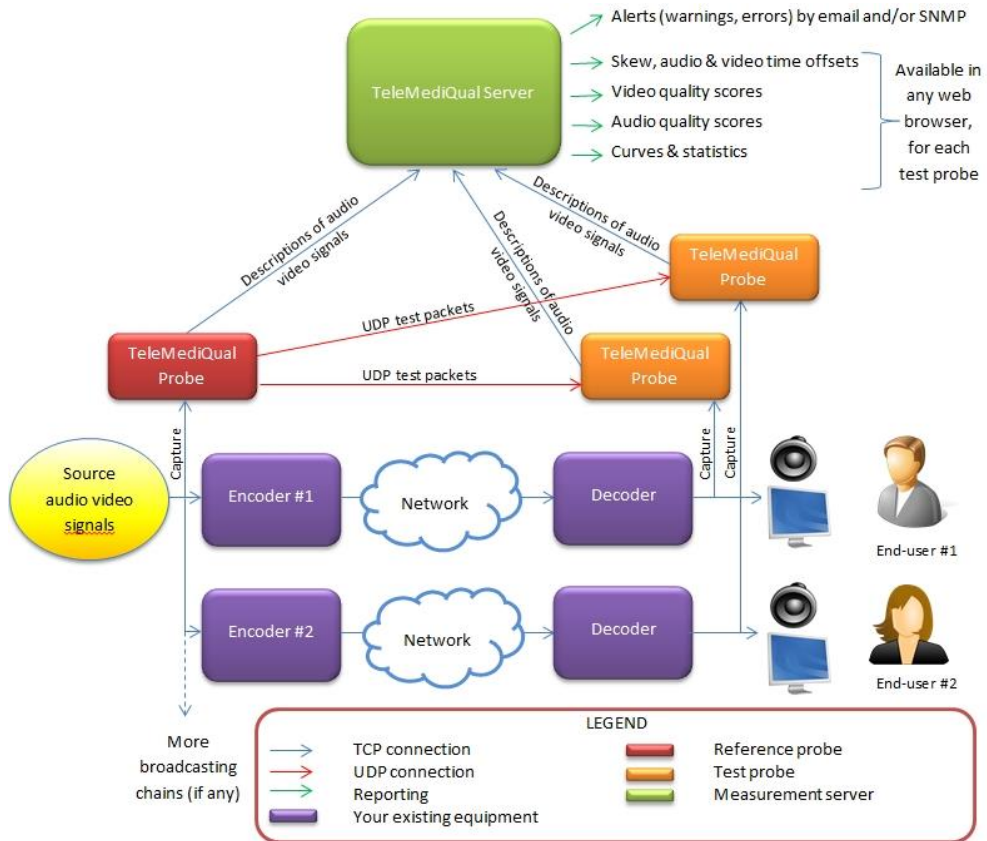 Alerts (warnings, errors) by email and/or SNMP
TeleMediQual Server
Skew, audio & video time offsets
Video quality scores
Audio quality scores
Curves & statistics
Available in
any web
browser,
for each
test probe
Descriptions of audio
video signals
Descriptions of audio
video signals
Descriptions of audio
video signals
TeleMediQual
Probe
UDP test packets
TeleMediQual
Probe
UDP test packets
TeleMediQual
Probe
Capture
Capture
Capture
Source
audio video
signals
Encoder #1
Network
Decoder
End-user #1
Encoder #2
Network
Decoder
End-user #2
More
broadcasting
chains (if any)
LEGEND
TCP connection
UDP connection
Reporting
Your existing equipment
Reference probe
Test probe
Measurement server